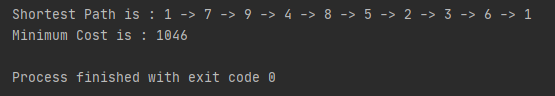 Shortest Path is : 1 -> 7 -> 9 -> 4 -> 8 -> 5 -> 2 -> 3 -> 6 -> 1
Minimum Cost is : 1046
Process finished with exit code 0